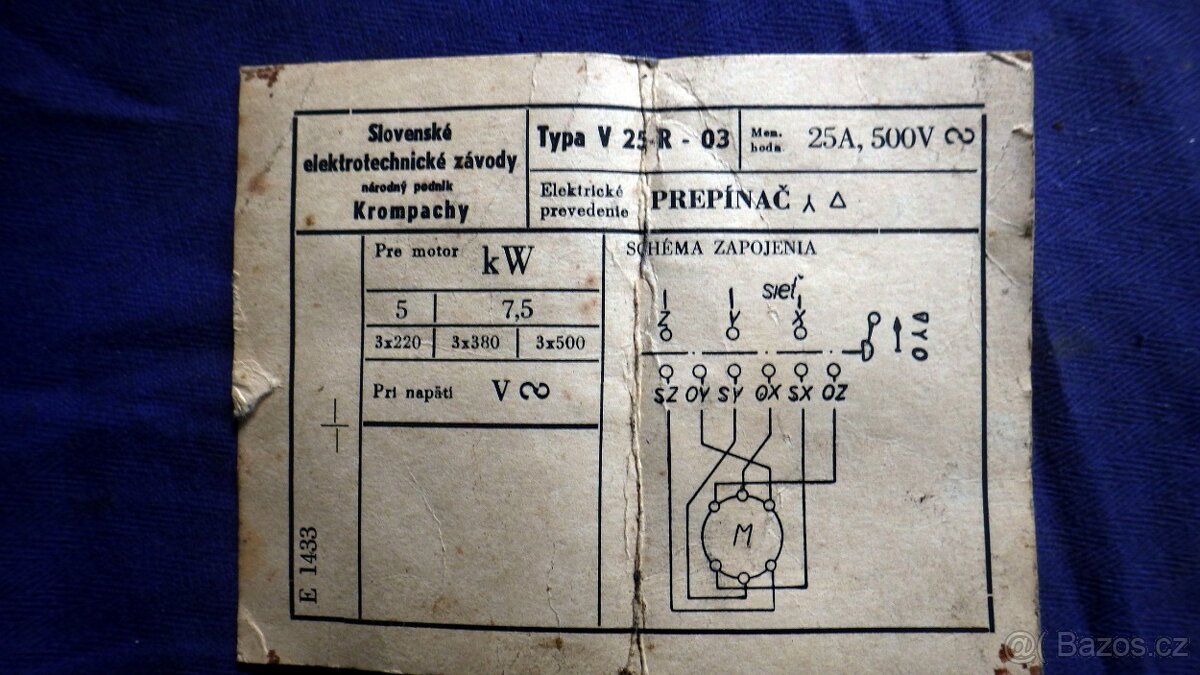 Slovenské
elektrotechnické závody
národný podnik
Krompachy
Typa V 25-R - 03
Men.
hodn.
25A, 500V
Elektrické
prevedenie
PREPÍNAČ ⅄ △
Pre motor kW
5 7,5
3x220 3x380 3x500
Pri napäti V
E 1433
SCHÉMA ZAPOJENIA
sieť
Z Y X
SZ OY SY OX SX OZ
△
⅄
O
M
@( Bazos.cz